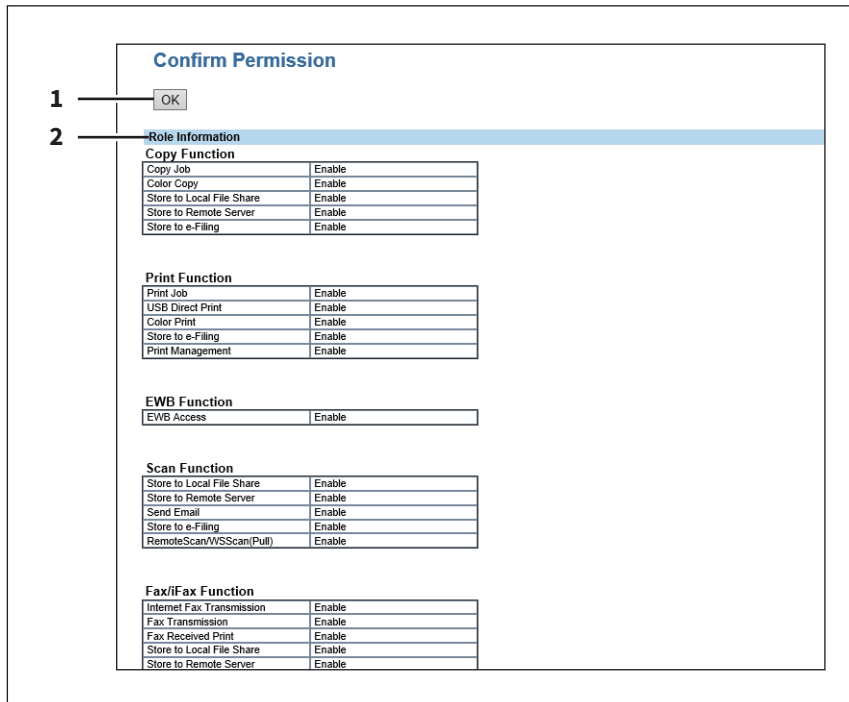 Confirm Permission
1 OK
2 Role Information
Copy Function
Copy Job Enable
Color Copy Enable
Store to Local File Share Enable
Store to Remote Server Enable
Store to e-Filing Enable
Print Function
Print Job Enable
USB Direct Print Enable
Color Print Enable
Store to e-Filing Enable
Print Management Enable
EWB Function
EWB Access Enable
Scan Function
Store to Local File Share Enable
Store to Remote Server Enable
Send Email Enable
Store to e-Filing Enable
RemoteScan/WSScan(Pull) Enable
Fax/iFax Function
Internet Fax Transmission Enable
Fax Transmission Enable
Fax Received Print Enable
Store to Local File Share Enable
Store to Remote Server Enable